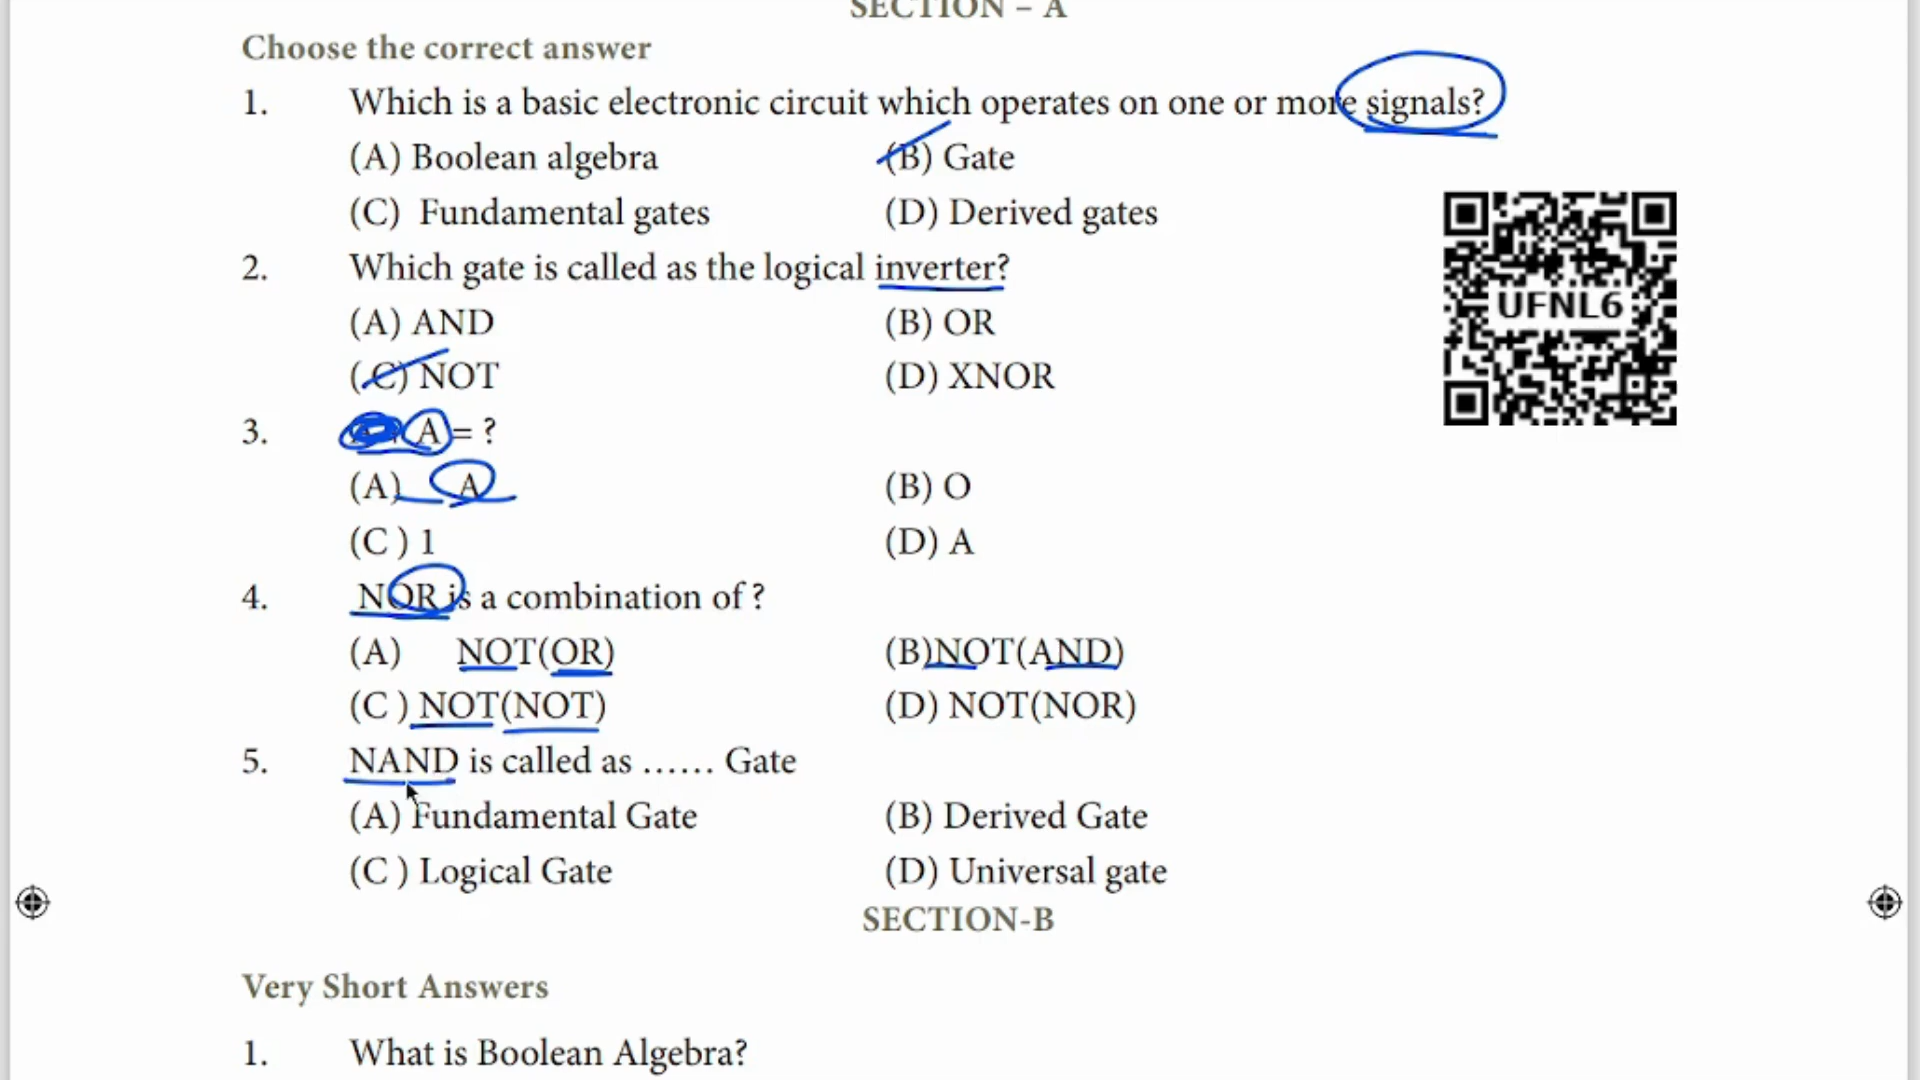 SECTION – A
Choose the correct answer
1. Which is a basic electronic circuit which operates on one or more signals?
(A) Boolean algebra (B) Gate
(C) Fundamental gates (D) Derived gates
2. Which gate is called as the logical inverter?
(A) AND (B) OR
(C) NOT (D) XNOR
UFNL6
3. A = ?
(A) A (B) O
(C ) 1 (D) A
4. NOR is a combination of ?
(A) NOT(OR) (B)NOT(AND)
(C ) NOT(NOT) (D) NOT(NOR)
5. NAND is called as …… Gate
(A) Fundamental Gate (B) Derived Gate
(C ) Logical Gate (D) Universal gate
SECTION-B
Very Short Answers
1. What is Boolean Algebra?